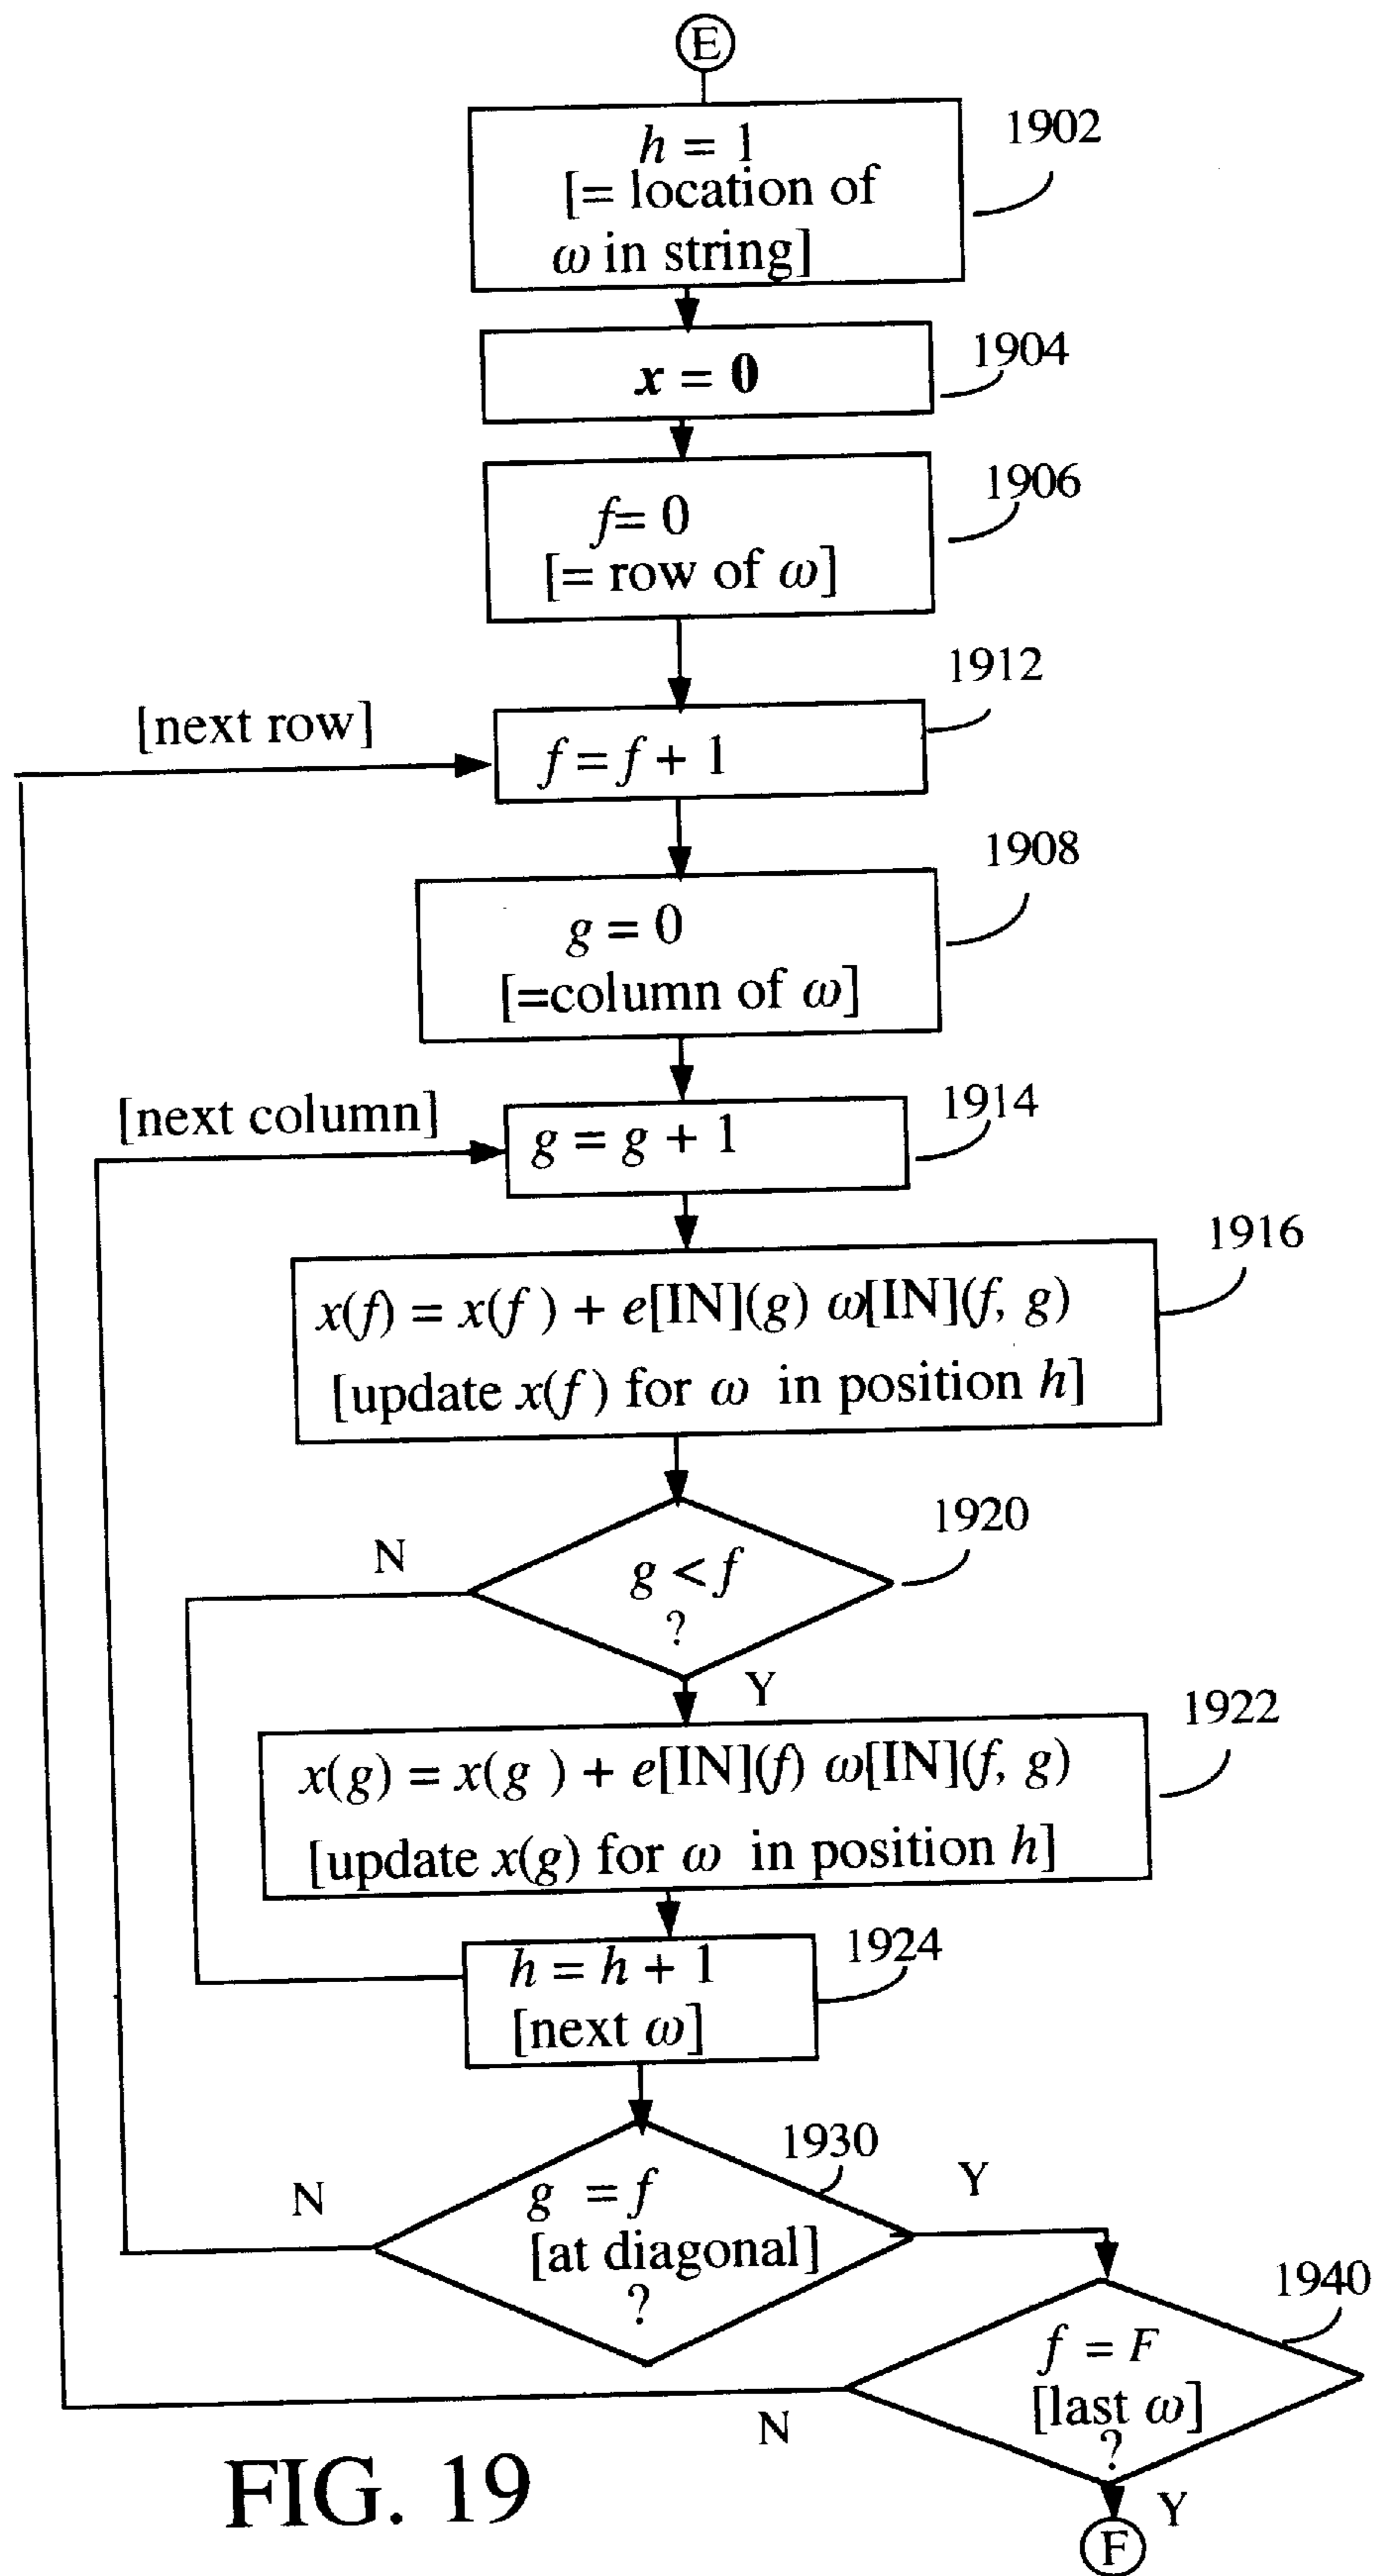 E
h = 1
[= location of
ω in string]
1902
x = 0
1904
f= 0
[= row of ω]
1906
[next row]
f = f + 1
1912
g = 0
[=column of ω]
1908
[next column]
g = g + 1
1914
x(f) = x(f ) + e[IN](g) ω[IN](f, g)
[update x(f ) for ω in position h]
1916
N
g < f
?
1920
Y
x(g) = x(g ) + e[IN](f) ω[IN](f, g)
[update x(g) for ω in position h]
1922
h = h + 1
[next ω]
1924
N
g = f
[at diagonal]
?
1930
Y
f = F
[last ω]
?
1940
N
Y
F
FIG. 19